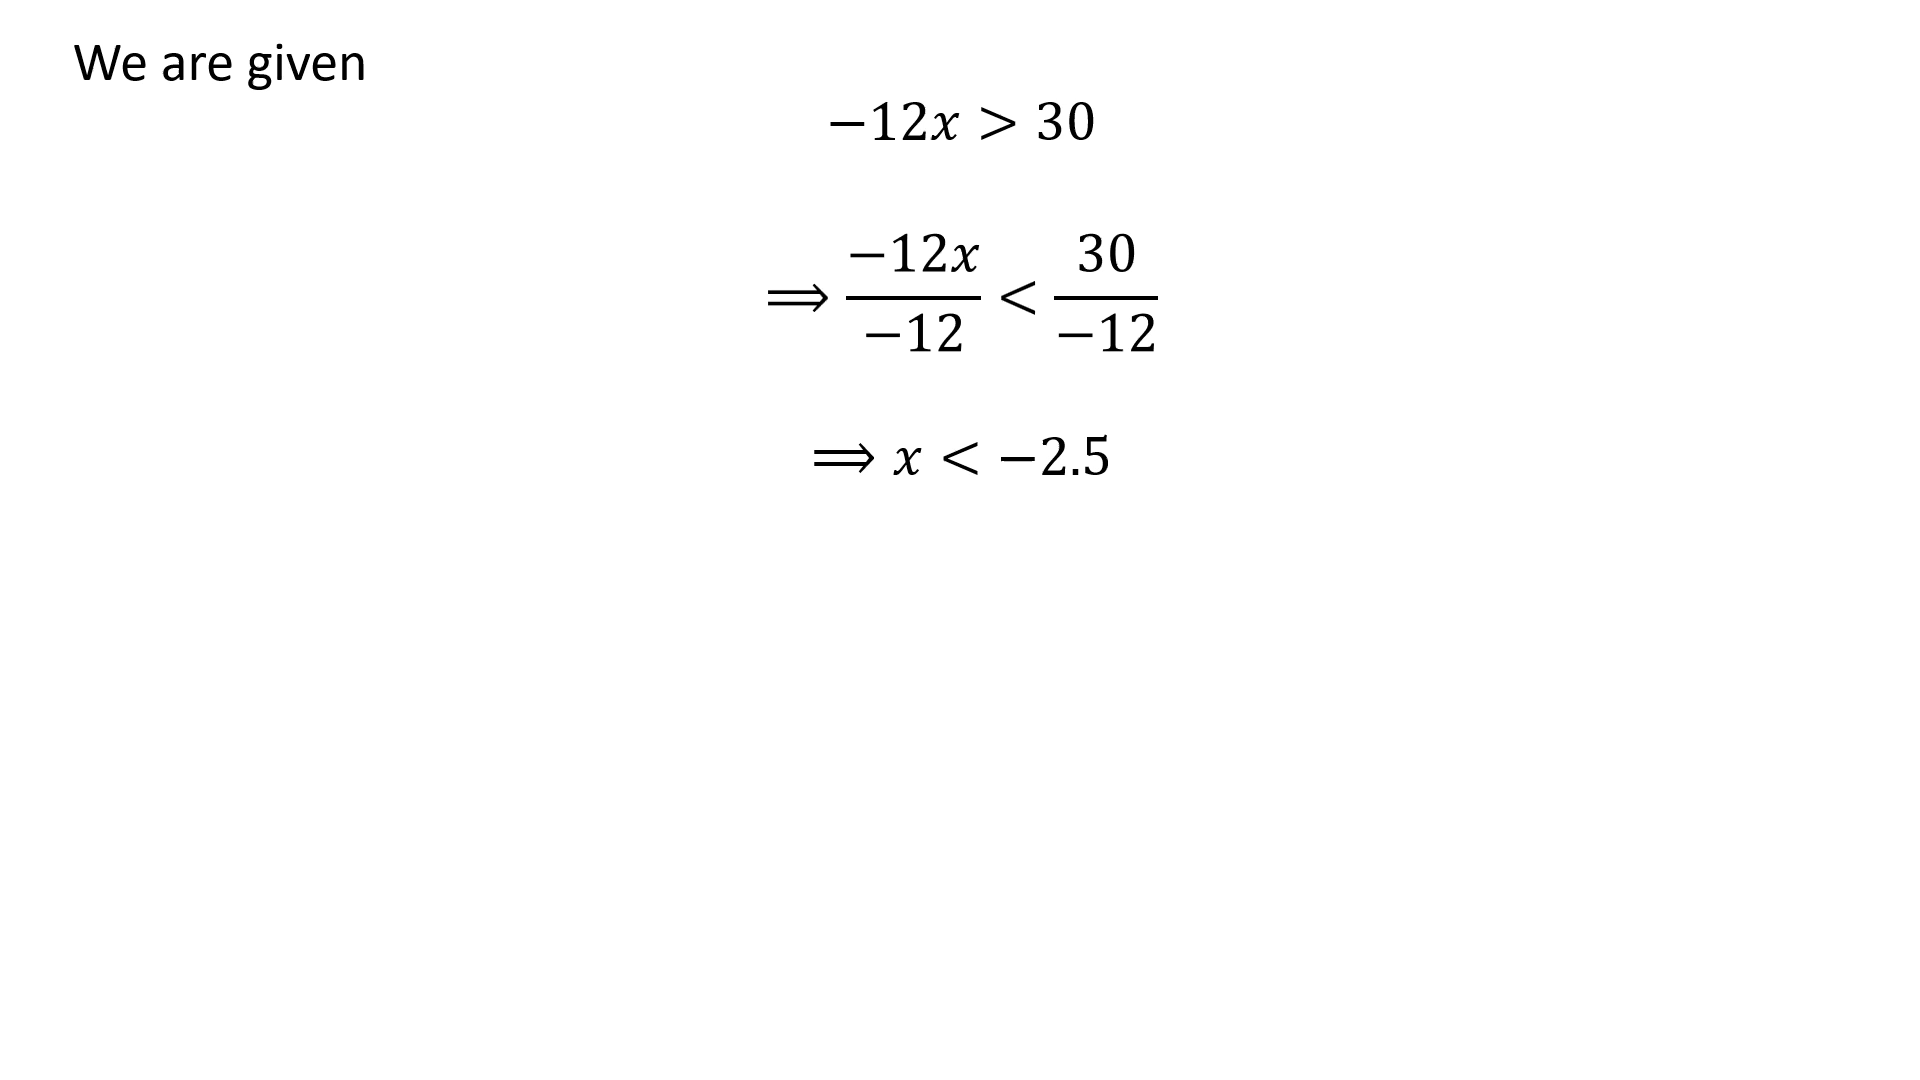 We are given
−12x > 30
⟹ −12x/−12 < 30/−12
⟹ x < −2.5